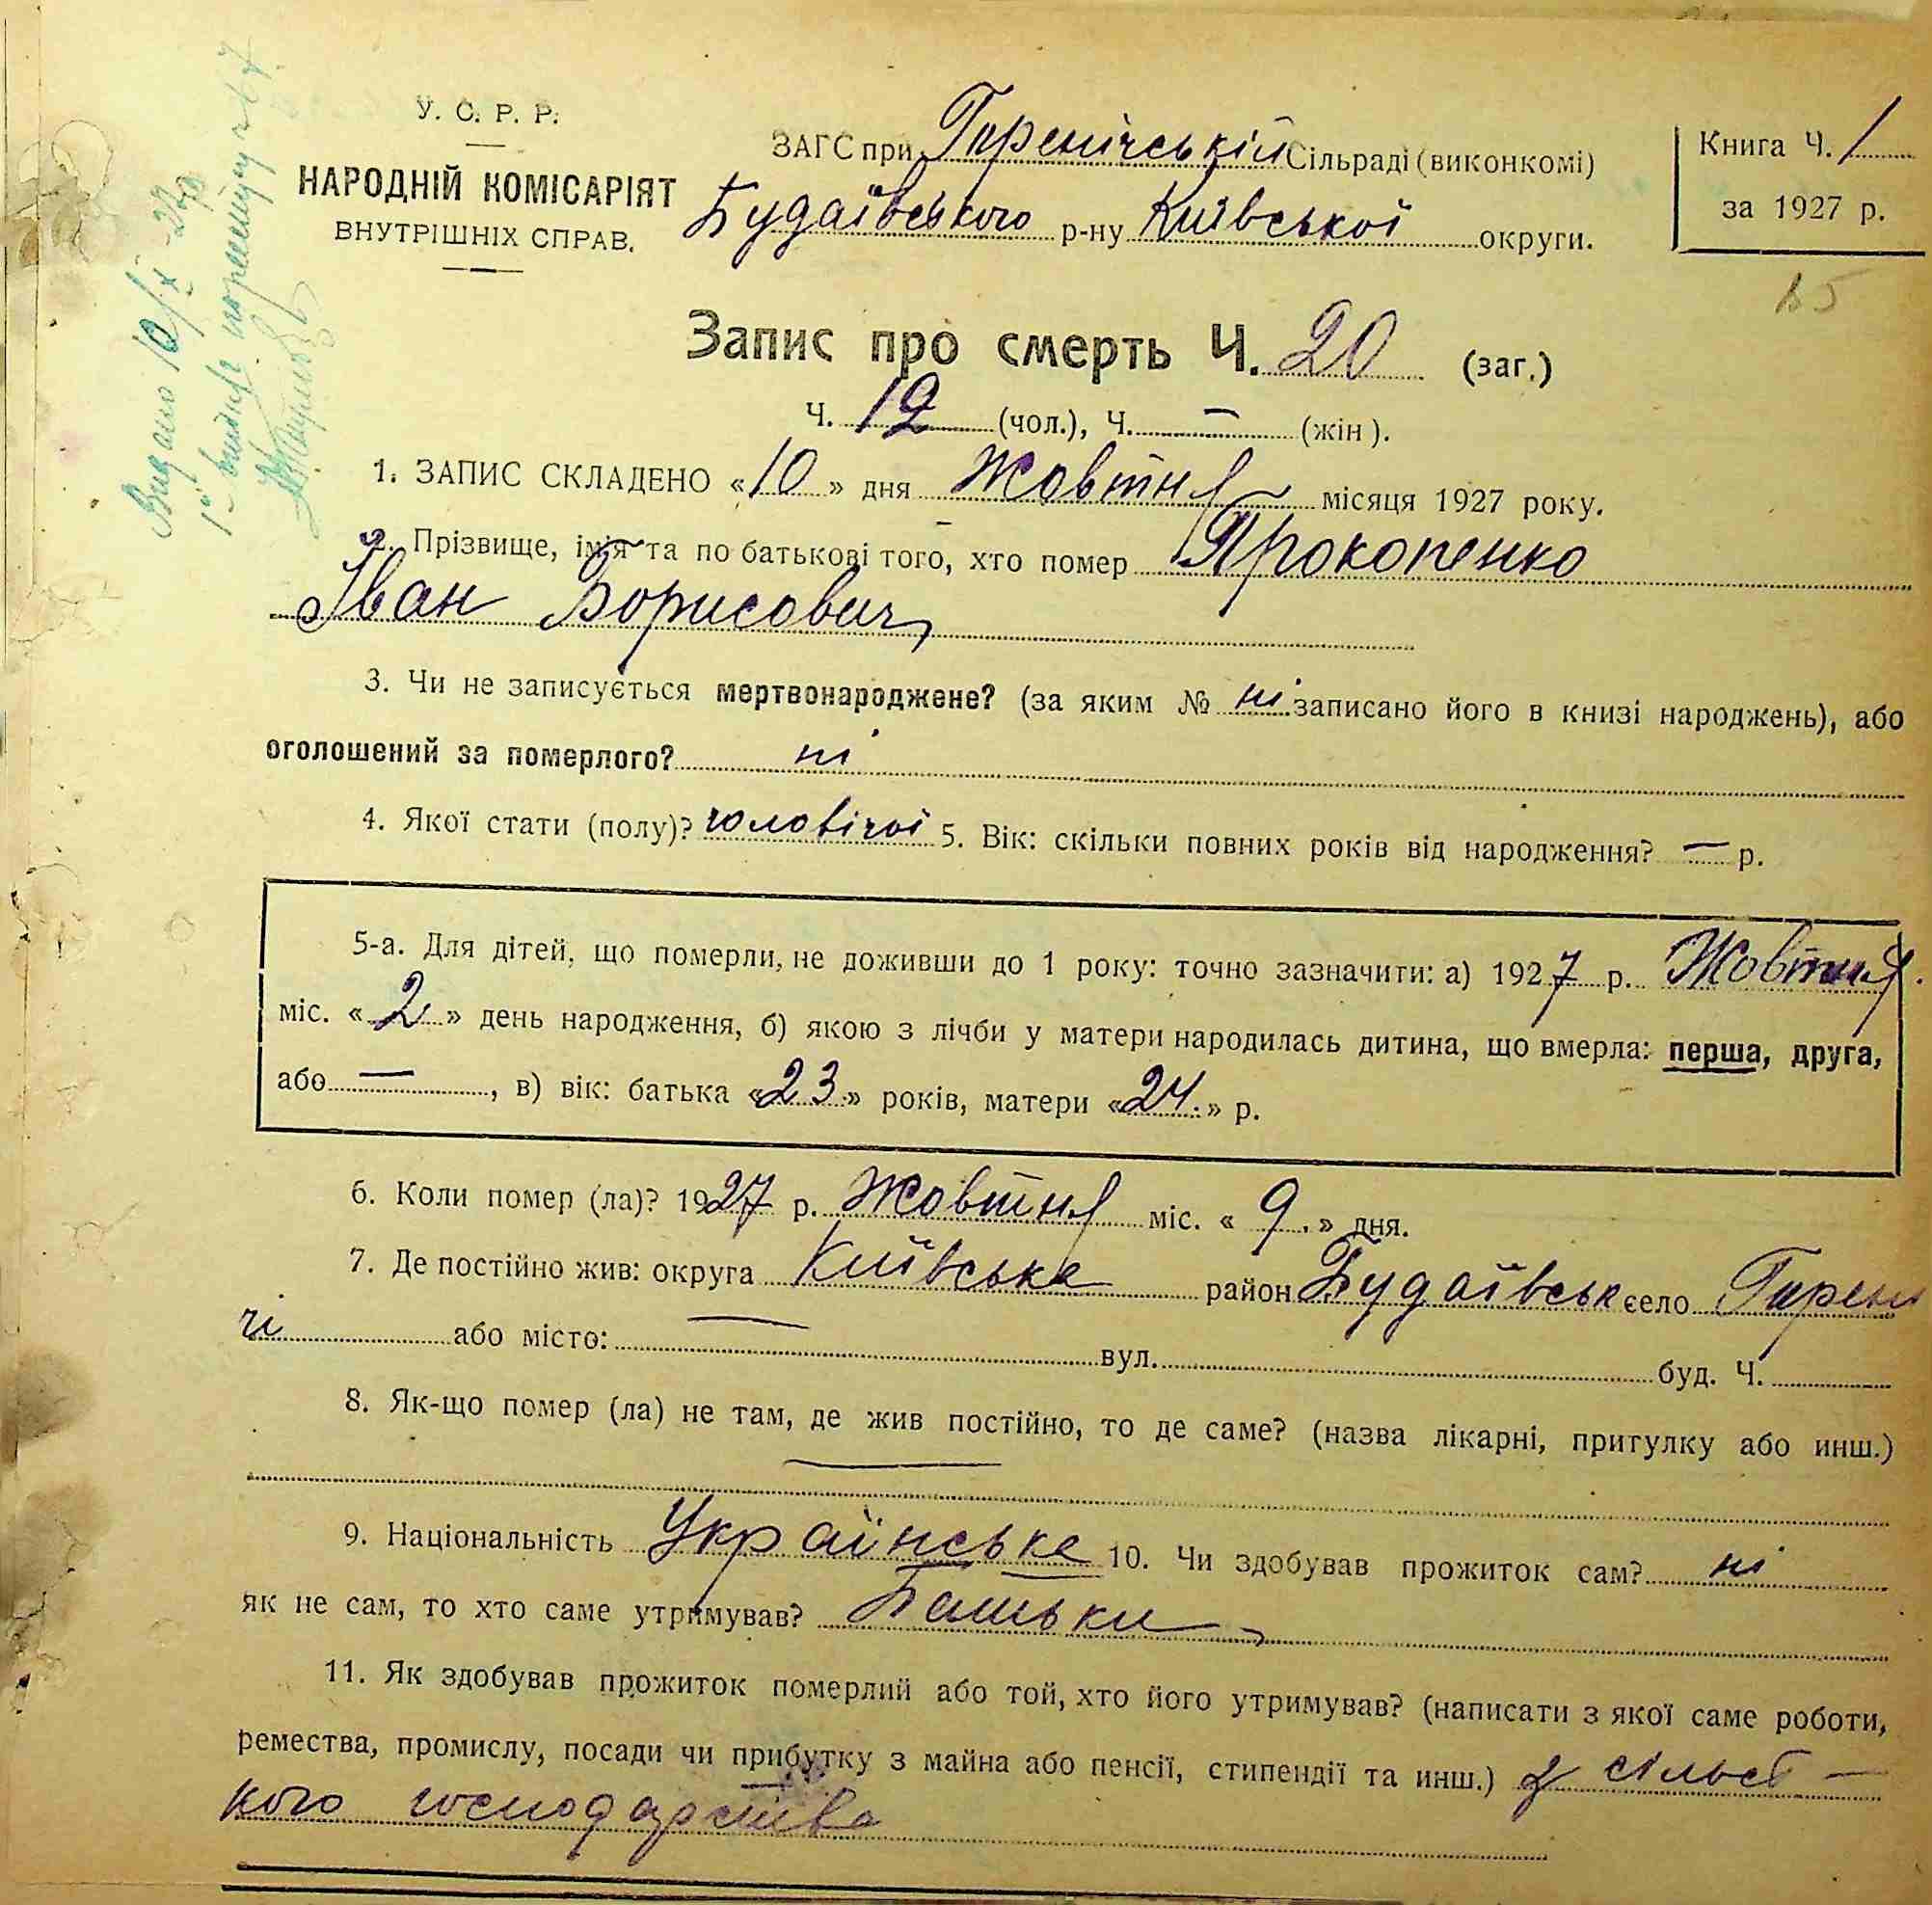 У. С. Р. Р.
НАРОДНІЙ КОМІСАРІЯТ
ВНУТРІШНІХ СПРАВ.
ЗАГС при Гиренічській Сільраді (виконкомі)
Будаївського р-ну Київської округи.
Книга Ч. 1
за 1927 р.
Видано 10/X-27р
Запис про смерть Ч. 20 (заг.)
Ч. 12 (чол.), Ч. — (жін).
1. ЗАПИС СКЛАДЕНО «10» дня Жовтня місяця 1927 року.
2. Прізвище, ім'я та по батькові того, хто помер Прокопенко
Іван Борисович
3. Чи не записується мертвонароджене? (за яким № ні записано його в книзі народжень), або
оголошений за померлого? ні
4. Якої стати (полу)? чоловічої 5. Вік: скільки повних років від народження? — р.
5-а. Для дітей, що померли, не доживши до 1 року: точно зазначити: а) 1927 р. Жовтня
міс. «2» день народження, б) якою з лічби у матери народилась дитина, що вмерла: перша, друга,
або —, в) вік: батька «23» років, матери «24.» р.
6. Коли помер (ла)? 1927 р. Жовтня міс. «9.» дня.
7. Де постійно жив: округа Київська район Будаївськ село Гирени
чі або місто: — вул. буд. Ч.
8. Як-що помер (ла) не там, де жив постійно, то де саме? (назва лікарні, притулку або инш.)
—
9. Національність Українське 10. Чи здобував прожиток сам? ні
як не сам, то хто саме утримував? Батьки
11. Як здобував прожиток померлий або той, хто його утримував? (написати з якої саме роботи,
ремества, промислу, посади чи прибутку з майна або пенсії, стипендії та инш.) з сільсь-
кого господарства